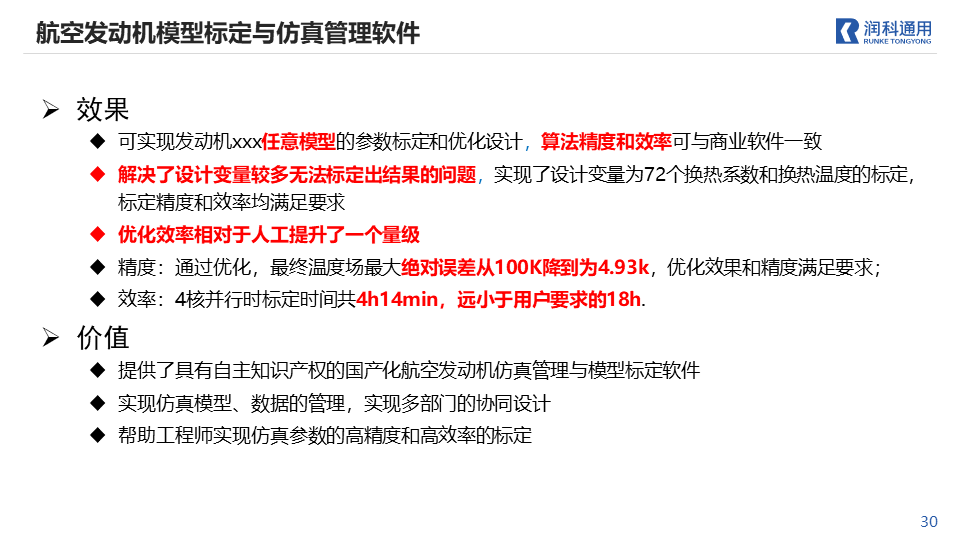 航空发动机模型标定与仿真管理软件
润科通用
RUNKE TONGYONG
效果
可实现发动机xxx任意模型的参数标定和优化设计，算法精度和效率可与商业软件一致
解决了设计变量较多无法标定出结果的问题，实现了设计变量为72个换热系数和换热温度的标定，
标定精度和效率均满足要求
优化效率相对于人工提升了一个量级
精度：通过优化，最终温度场最大绝对误差从100K降到为4.93k，优化效果和精度满足要求；
效率：4核并行时标定时间共4h14min，远小于用户要求的18h.
价值
提供了具有自主知识产权的国产化航空发动机仿真管理与模型标定软件
实现仿真模型、数据的管理，实现多部门的协同设计
帮助工程师实现仿真参数的高精度和高效率的标定
30